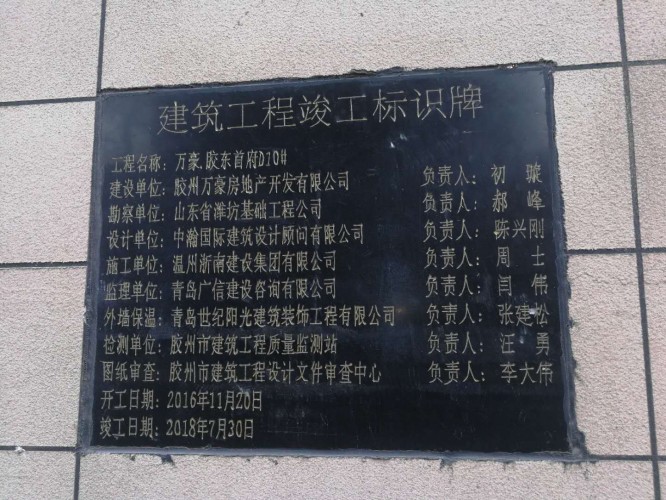 建筑工程竣工标识牌
工程名称：万豪.胶东首府D10#
建设单位：胶州万豪房地产开发有限公司 负责人：初 璇
勘察单位：山东省潍坊基础工程公司 负责人：郝 峰
设计单位：中瀚国际建筑设计顾问有限公司 负责人：陈兴刚
施工单位：温州浙南建设集团有限公司 负责人：周 士
监理单位：青岛广信建设咨询有限公司 负责人：闫 伟
外墙保温：青岛世纪阳光建筑装饰工程有限公司 负责人：张建松
检测单位：胶州市建筑工程质量监测站 负责人：汪 勇
图纸审查：胶州市建筑工程设计文件审查中心 负责人：李大伟
开工日期：2016年11月20日
竣工日期：2018年7月30日